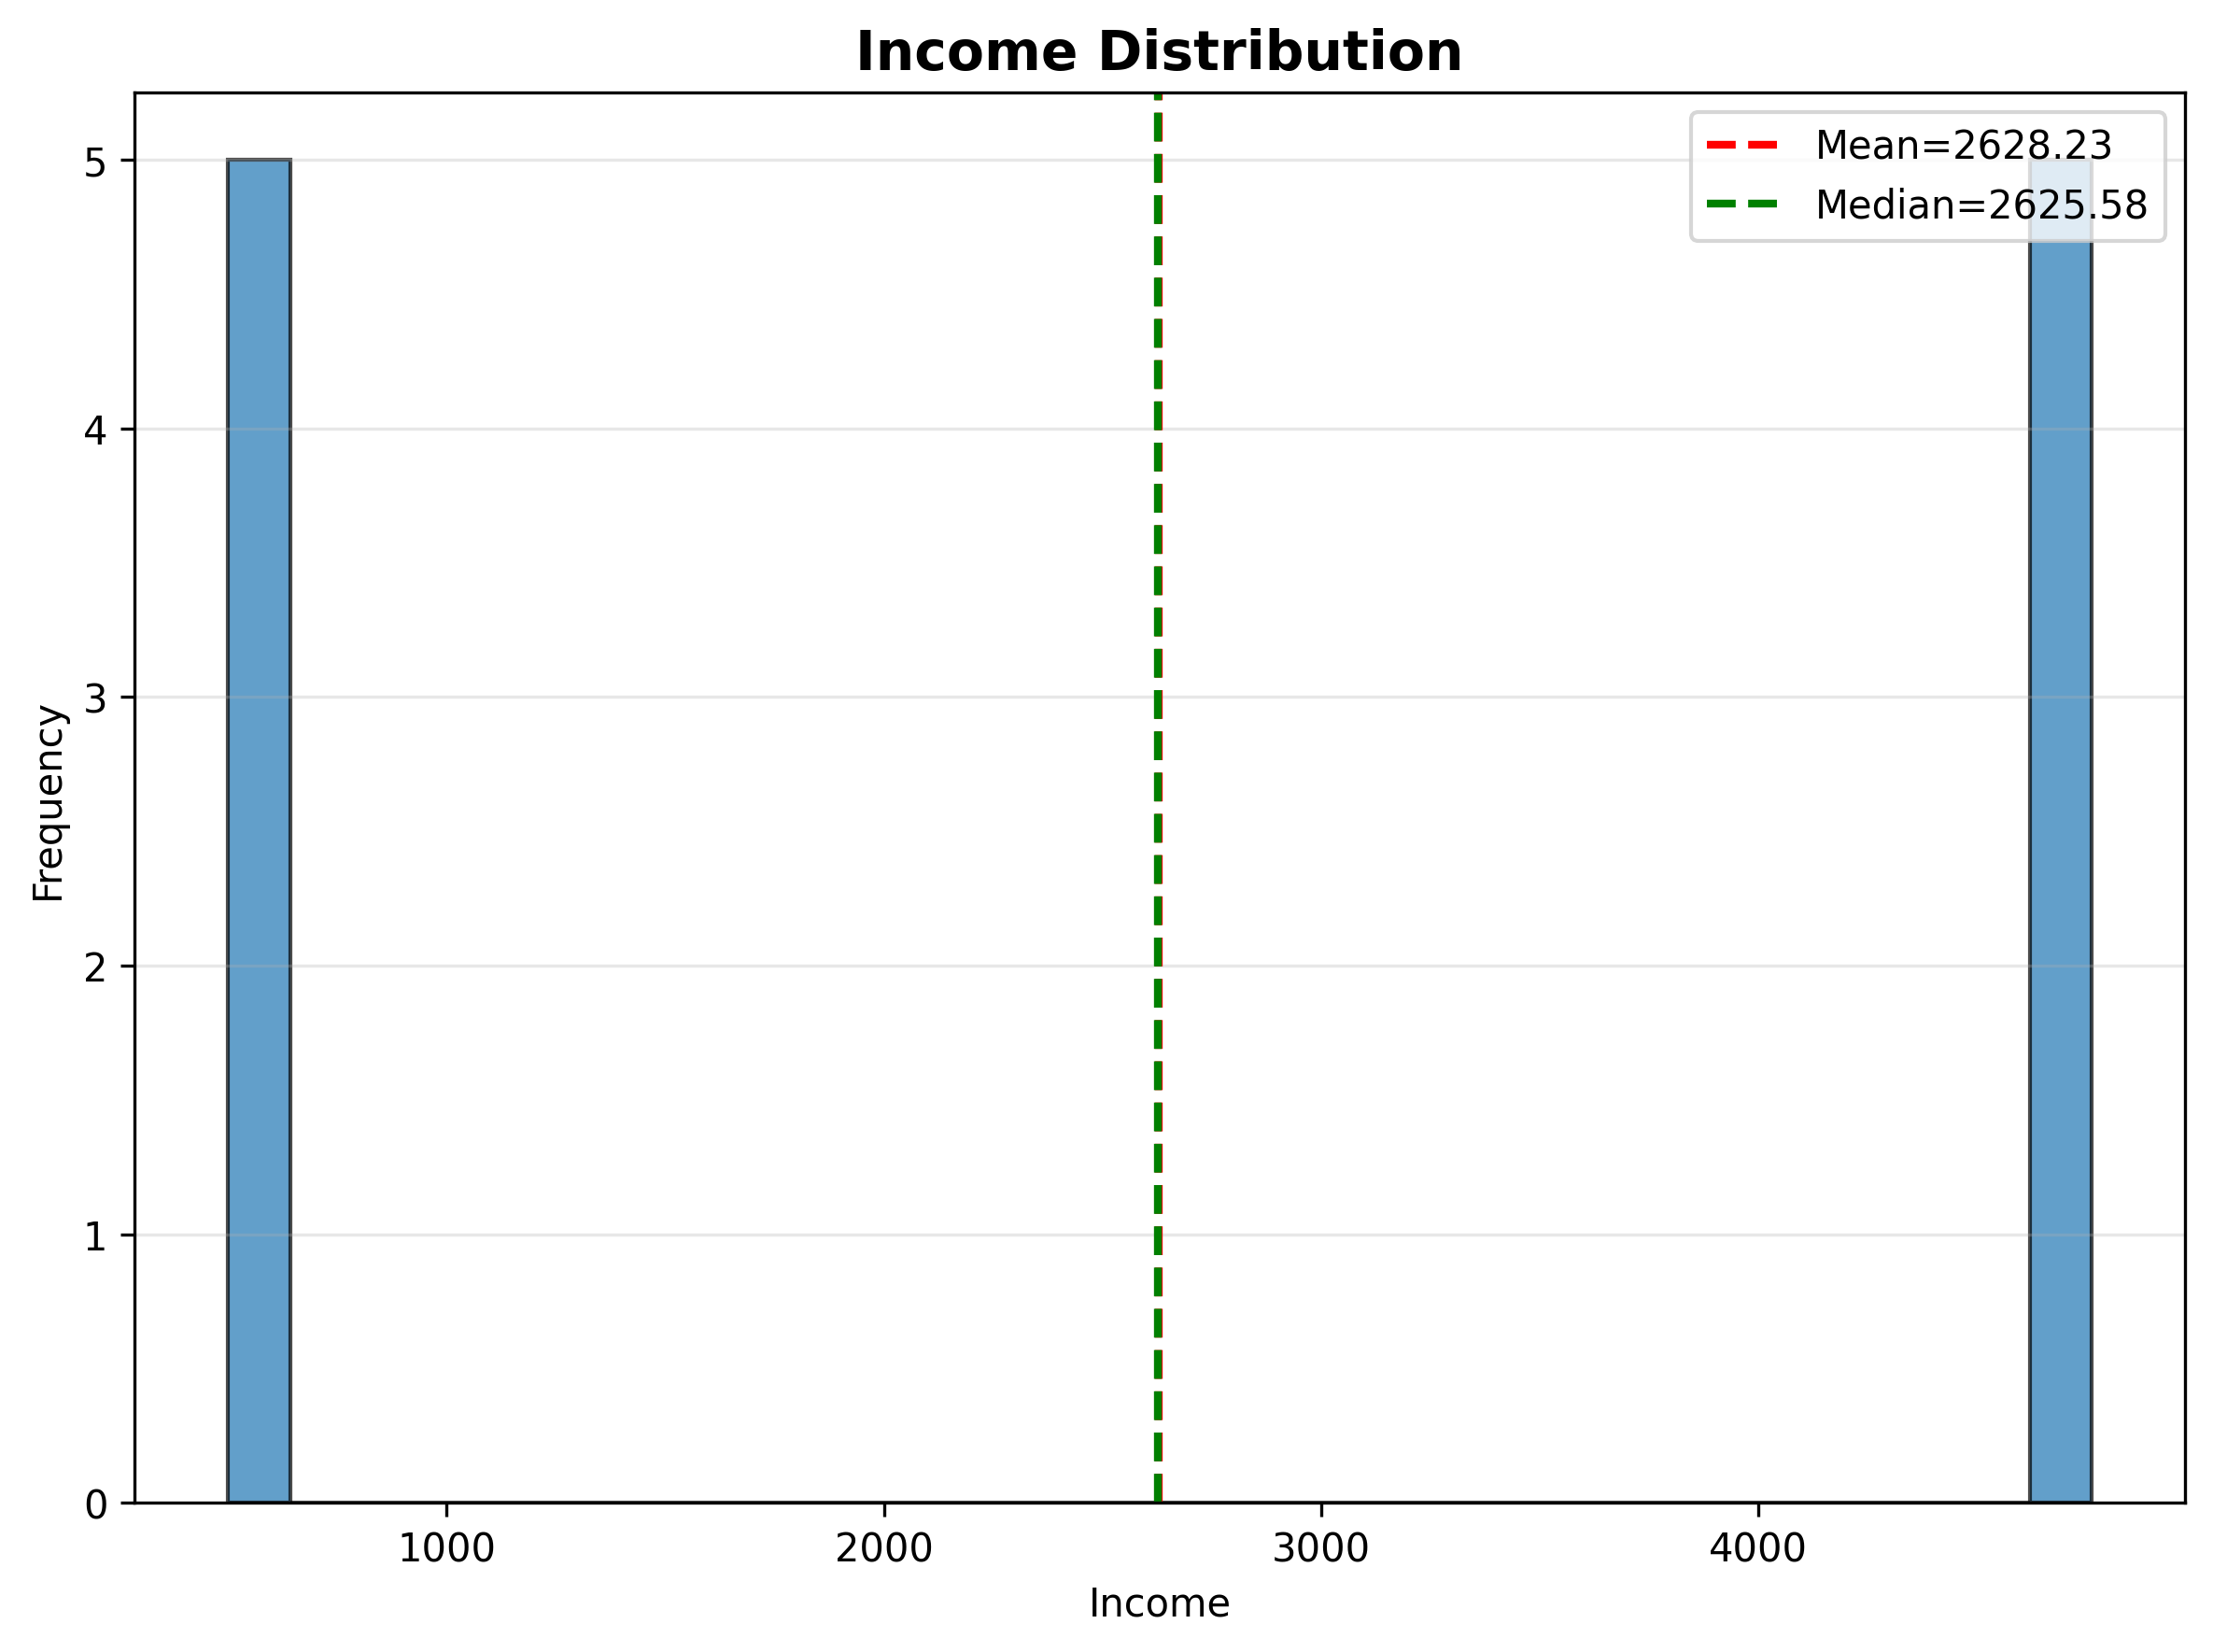 Income Distribution
Mean=2628.23
Median=2625.58
5
4
3
2
1
0
Frequency
1000 2000 3000 4000
Income